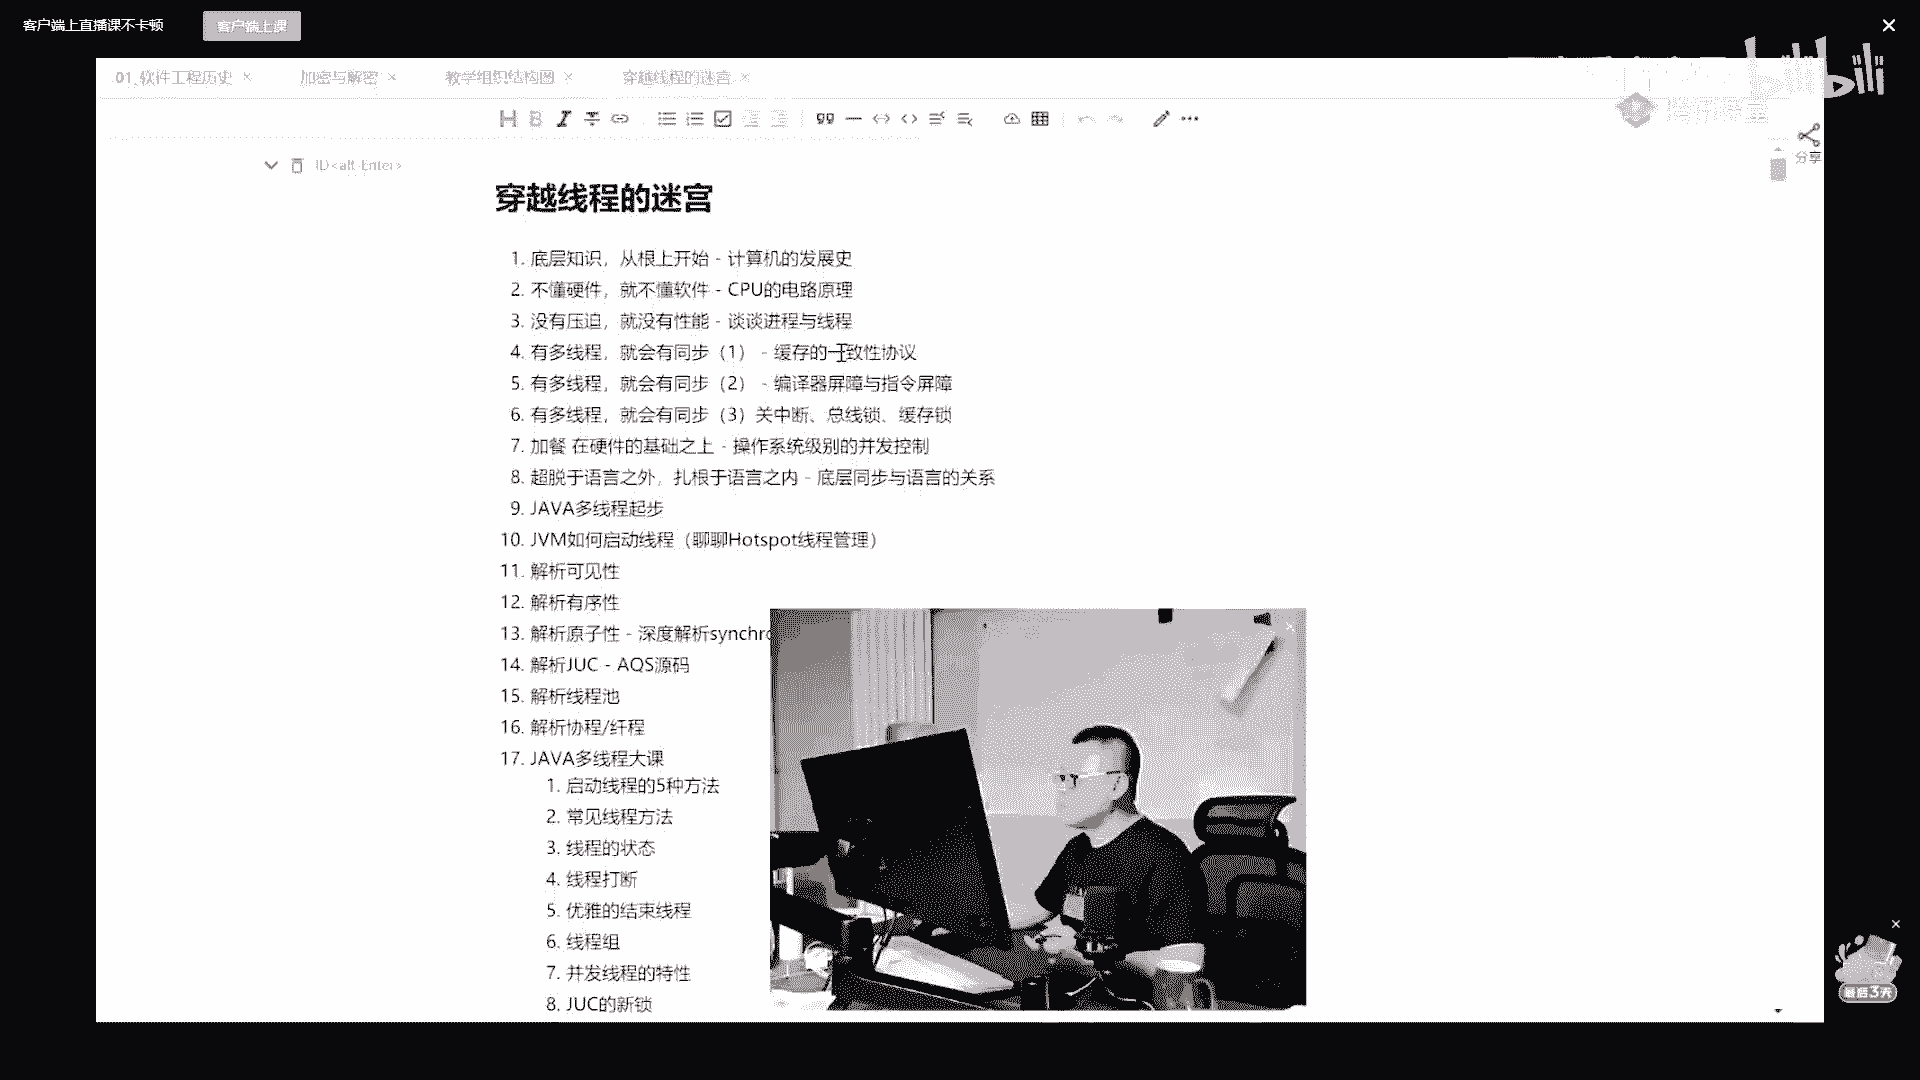 客户端上直播课不卡顿
客户端上课
bilibili
01_软件工程历史 × 加密与解密 × 教学组织结构图 × 穿越线程的迷宫 ×
分享
ID<alt-Enter>
穿越线程的迷宫
1. 底层知识，从根上开始 - 计算机的发展史
2. 不懂硬件，就不懂软件 - CPU的电路原理
3. 没有压迫，就没有性能 - 谈谈进程与线程
4. 有多线程，就会有同步（1） - 缓存的一致性协议
5. 有多线程，就会有同步（2） - 编译器屏障与指令屏障
6. 有多线程，就会有同步（3）关中断、总线锁、缓存锁
7. 加餐 在硬件的基础之上 - 操作系统级别的并发控制
8. 超脱于语言之外，扎根于语言之内 - 底层同步与语言的关系
9. JAVA多线程起步
10. JVM如何启动线程（聊聊Hotspot线程管理）
11. 解析可见性
12. 解析有序性
13. 解析原子性 - 深度解析synchro
14. 解析JUC - AQS源码
15. 解析线程池
16. 解析协程/纤程
17. JAVA多线程大课
1. 启动线程的5种方法
2. 常见线程方法
3. 线程的状态
4. 线程打断
5. 优雅的结束线程
6. 线程组
7. 并发线程的特性
8. JUC的新锁
最后3天